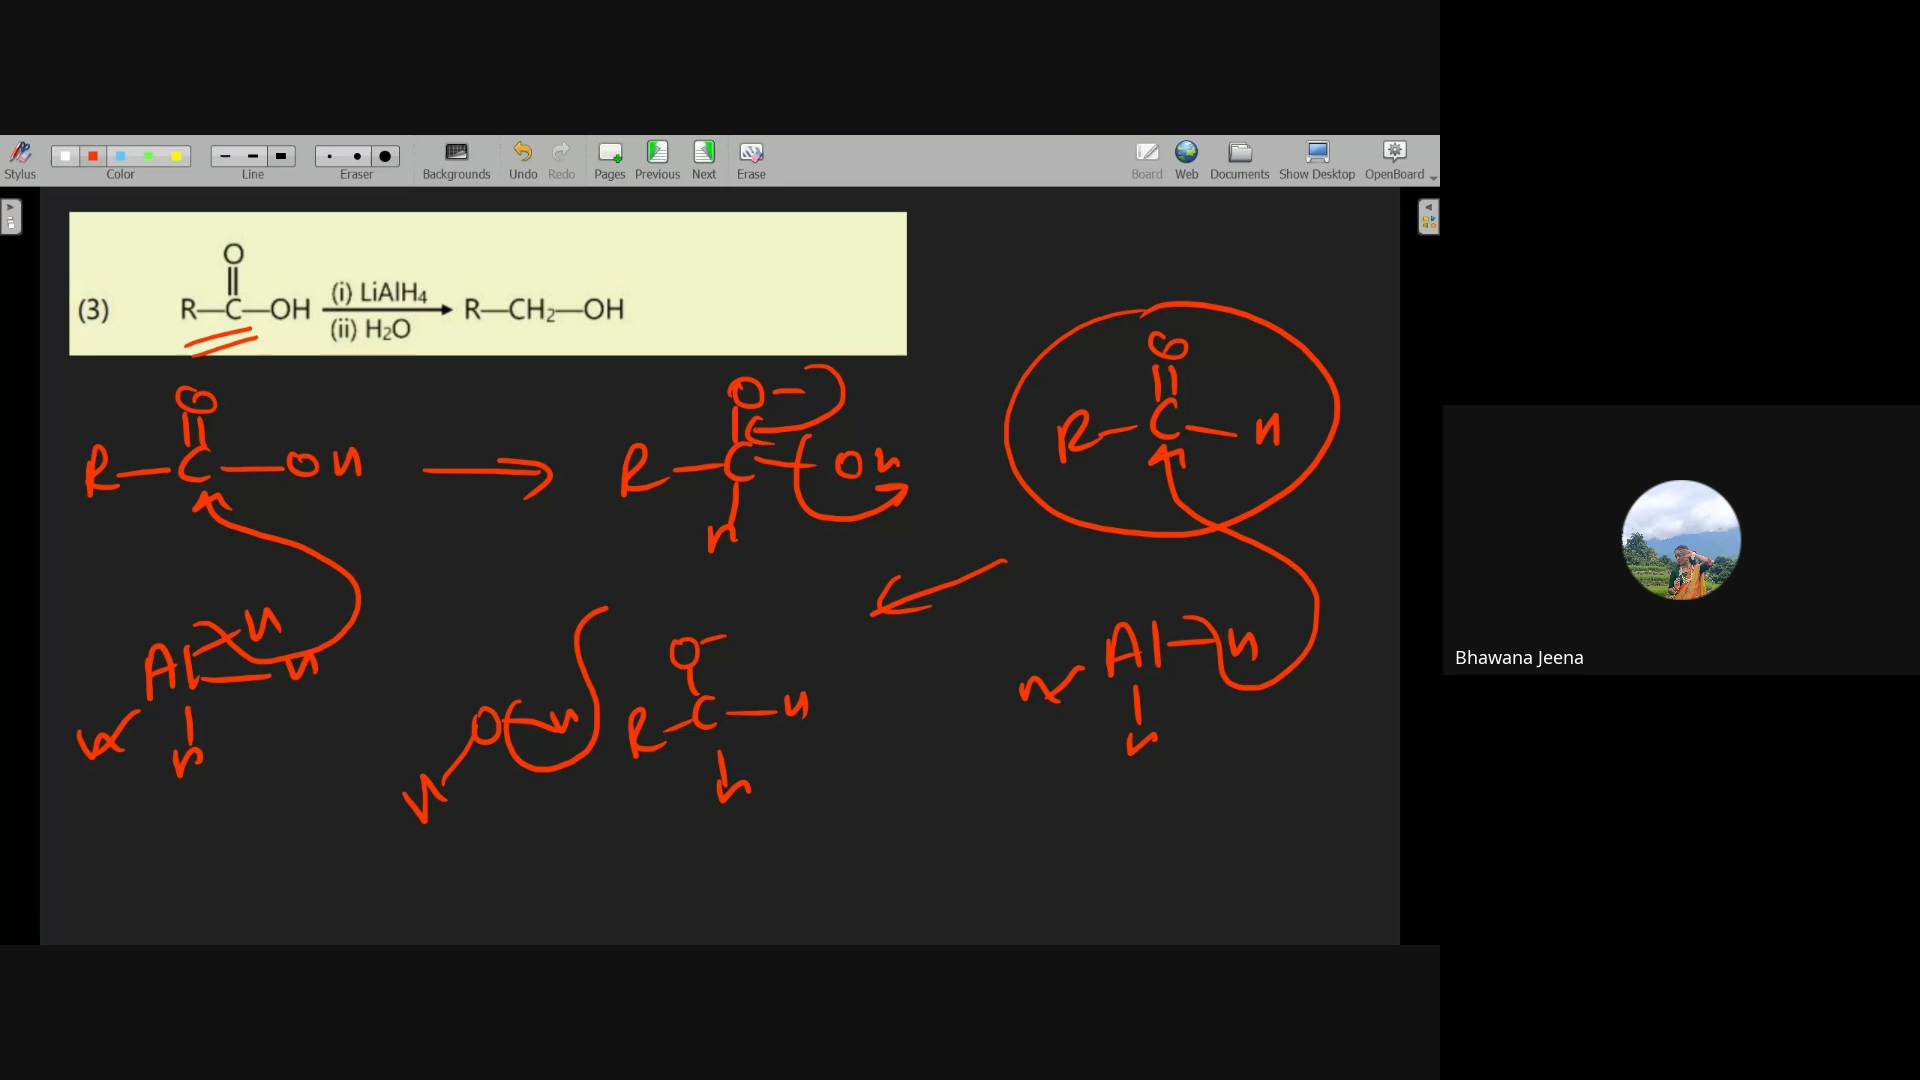 Stylus Color Line Eraser Backgrounds Undo Redo Pages Previous Next Erase Board Web Documents Show Desktop OpenBoard
O
(3) R—C—OH (i) LiAlH4 R—CH2—OH
(ii) H2O
O
R—C—OH
O-
R—C—OH
H
O
R—C—H
Al H
H
H
H
O-
R—C—H
H
O H
H
Al—H
H
H
Bhawana Jeena